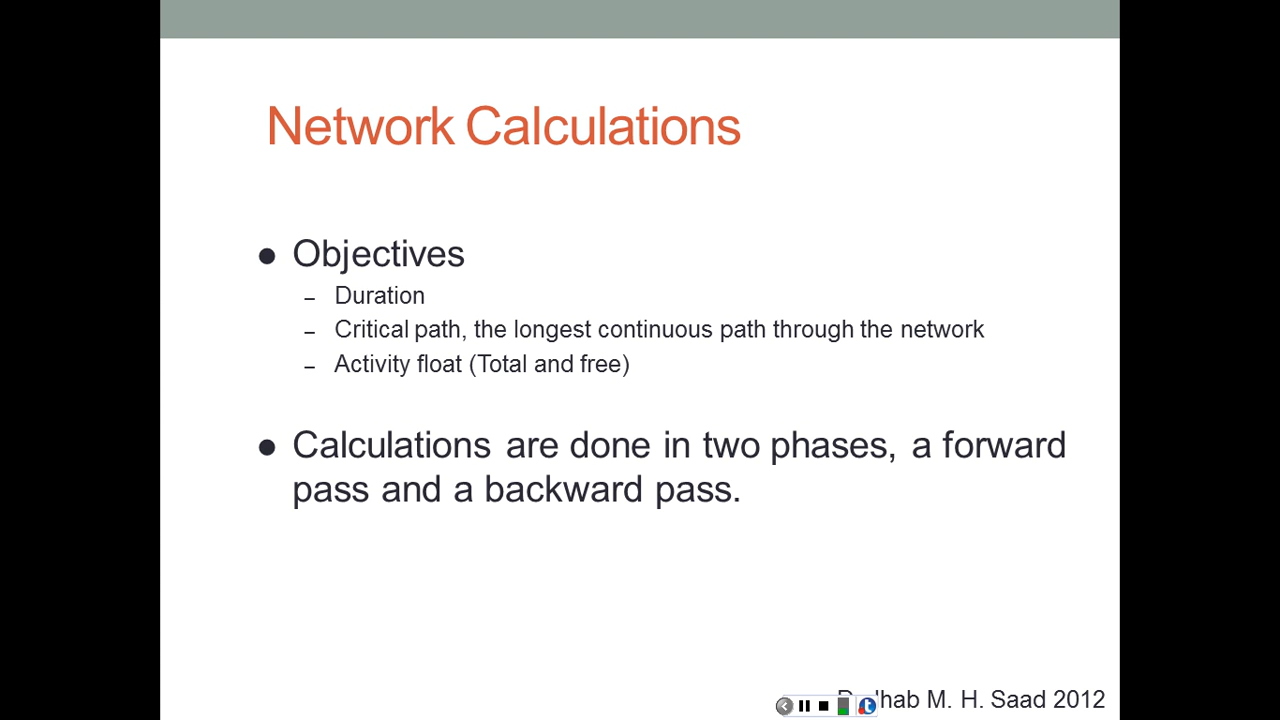 Network Calculations
● Objectives
– Duration
– Critical path, the longest continuous path through the network
– Activity float (Total and free)
● Calculations are done in two phases, a forward
pass and a backward pass.
M. H. Saad 2012